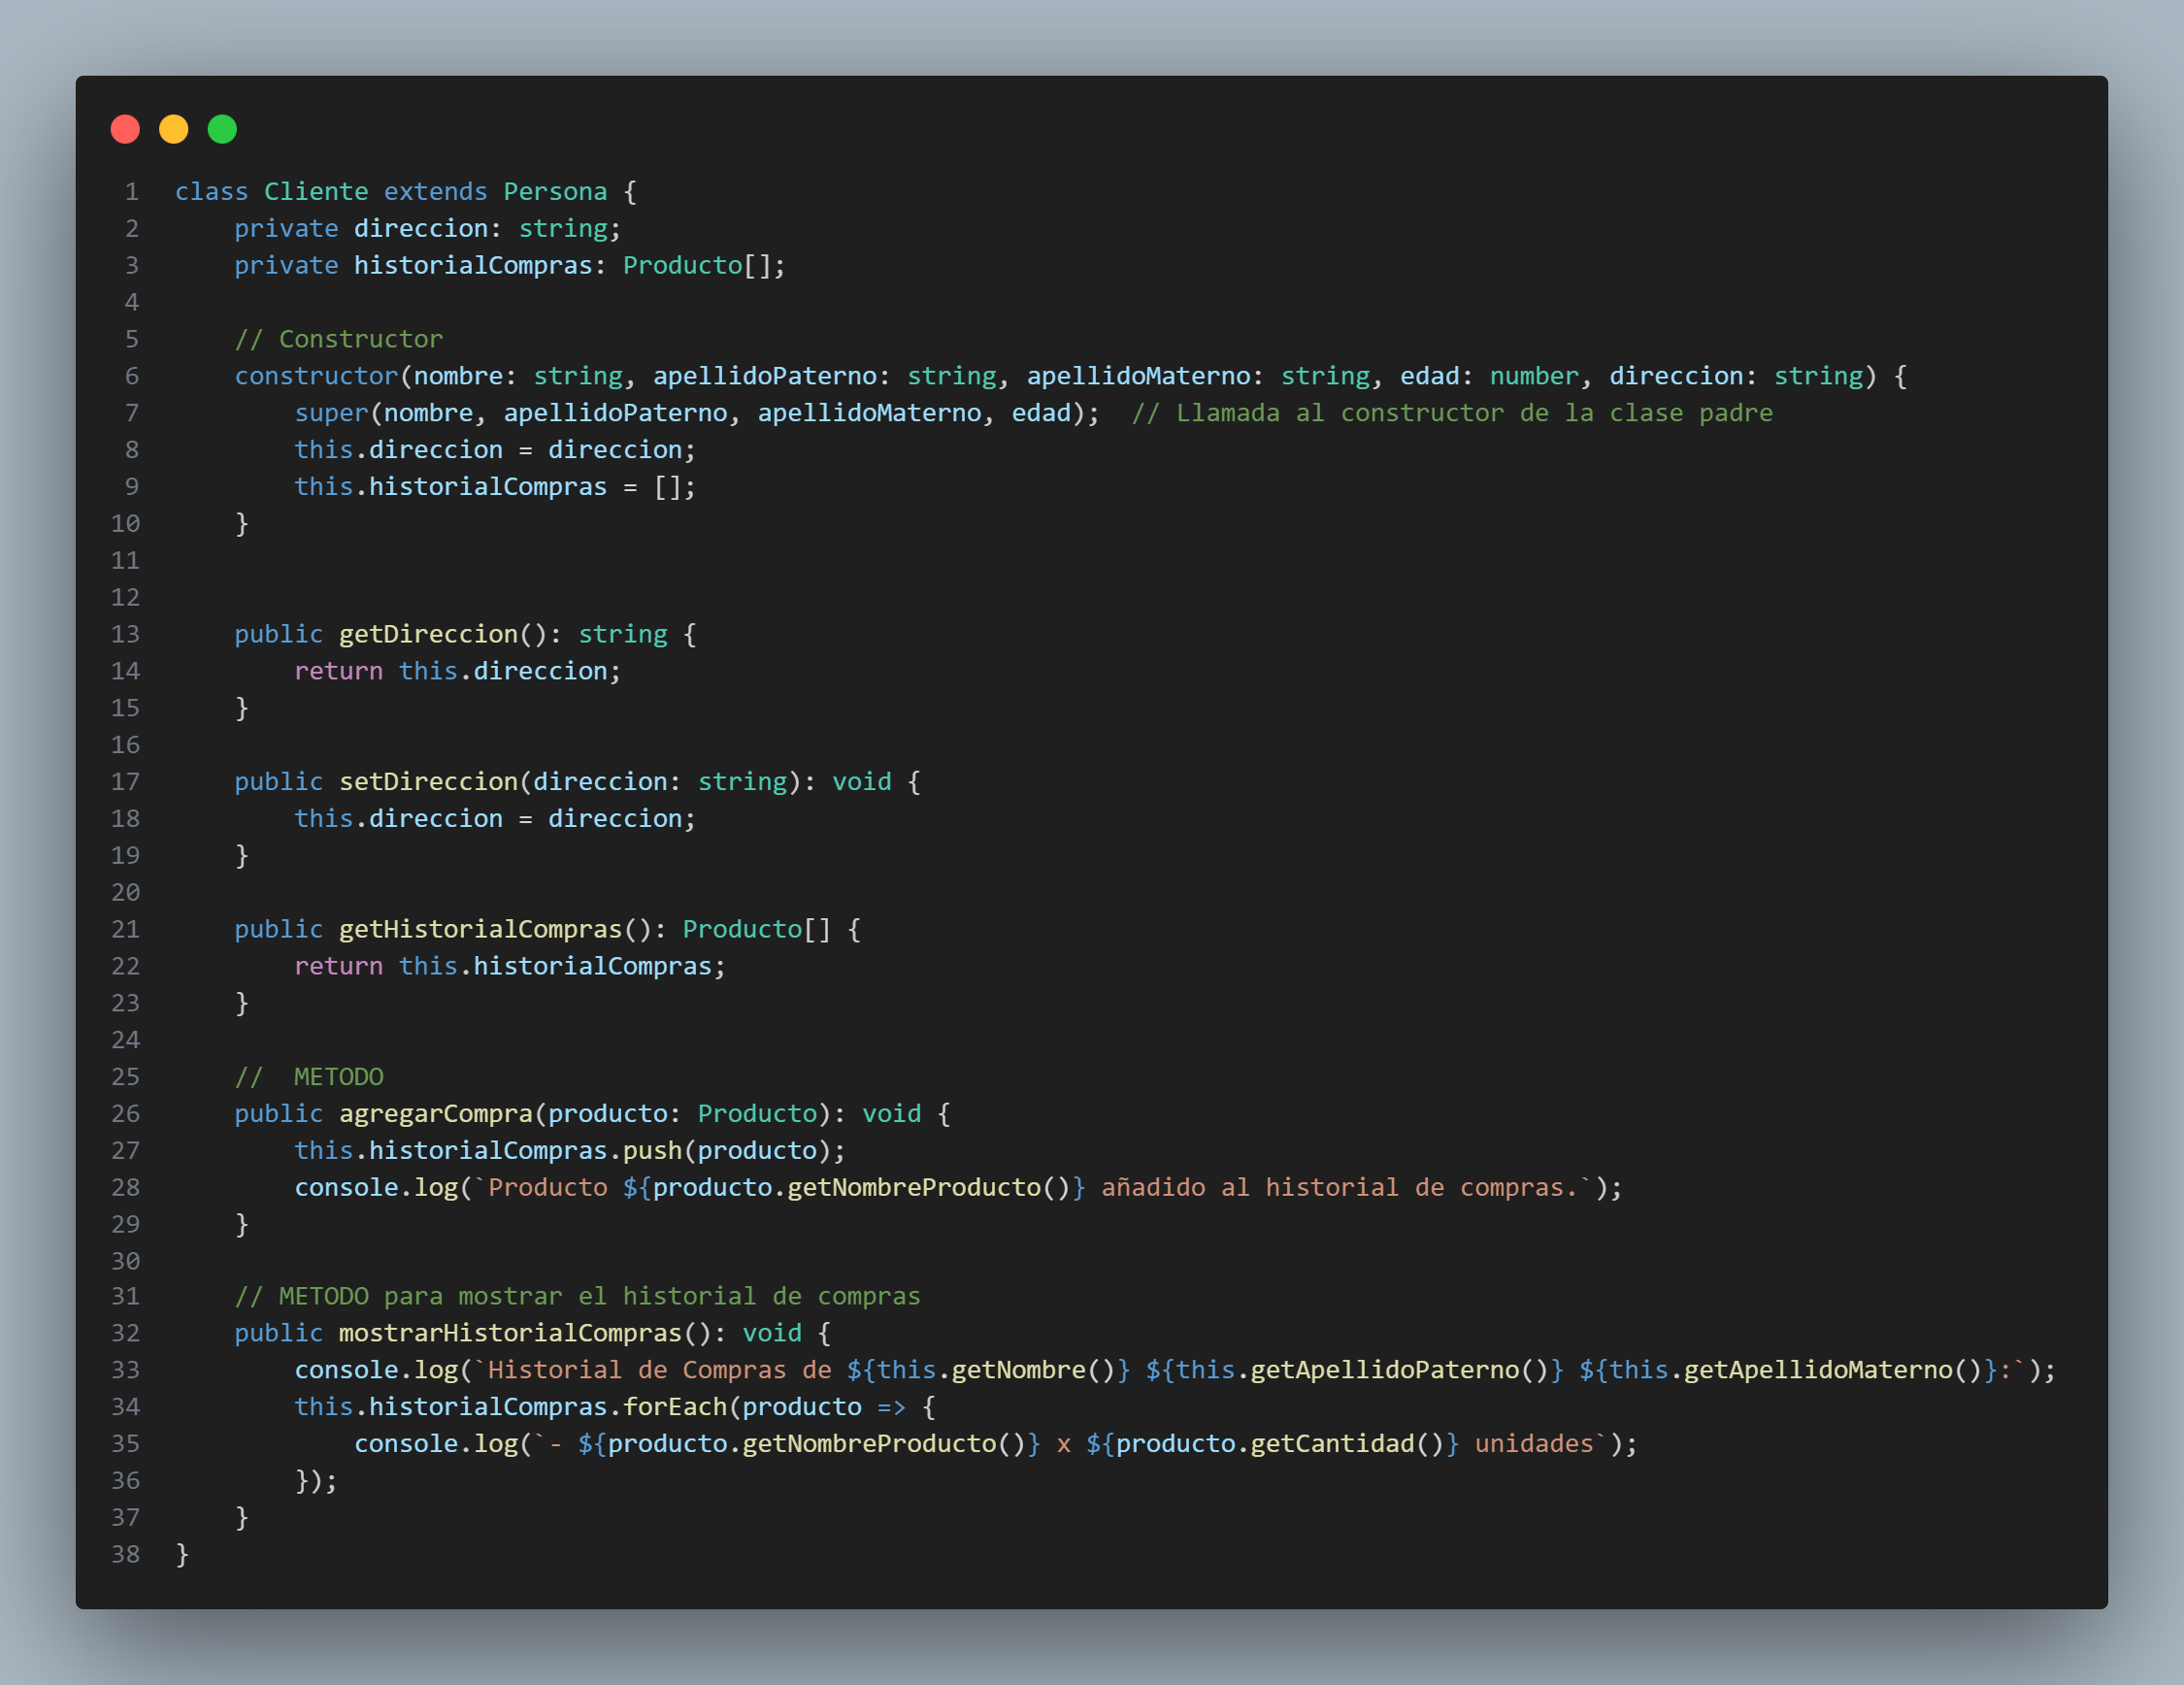 1 class Cliente extends Persona {
2     private direccion: string;
3     private historialCompras: Producto[];
4
5     // Constructor
6     constructor(nombre: string, apellidoPaterno: string, apellidoMaterno: string, edad: number, direccion: string) {
7         super(nombre, apellidoPaterno, apellidoMaterno, edad);  // Llamada al constructor de la clase padre
8         this.direccion = direccion;
9         this.historialCompras = [];
10     }
11
12
13     public getDireccion(): string {
14         return this.direccion;
15     }
16
17     public setDireccion(direccion: string): void {
18         this.direccion = direccion;
19     }
20
21     public getHistorialCompras(): Producto[] {
22         return this.historialCompras;
23     }
24
25     //  METODO
26     public agregarCompra(producto: Producto): void {
27         this.historialCompras.push(producto);
28         console.log(`Producto ${producto.getNombreProducto()} añadido al historial de compras.`);
29     }
30
31     // METODO para mostrar el historial de compras
32     public mostrarHistorialCompras(): void {
33         console.log(`Historial de Compras de ${this.getNombre()} ${this.getApellidoPaterno()} ${this.getApellidoMaterno()}:`);
34         this.historialCompras.forEach(producto => {
35             console.log(`- ${producto.getNombreProducto()} x ${producto.getCantidad()} unidades`);
36         });
37     }
38 }